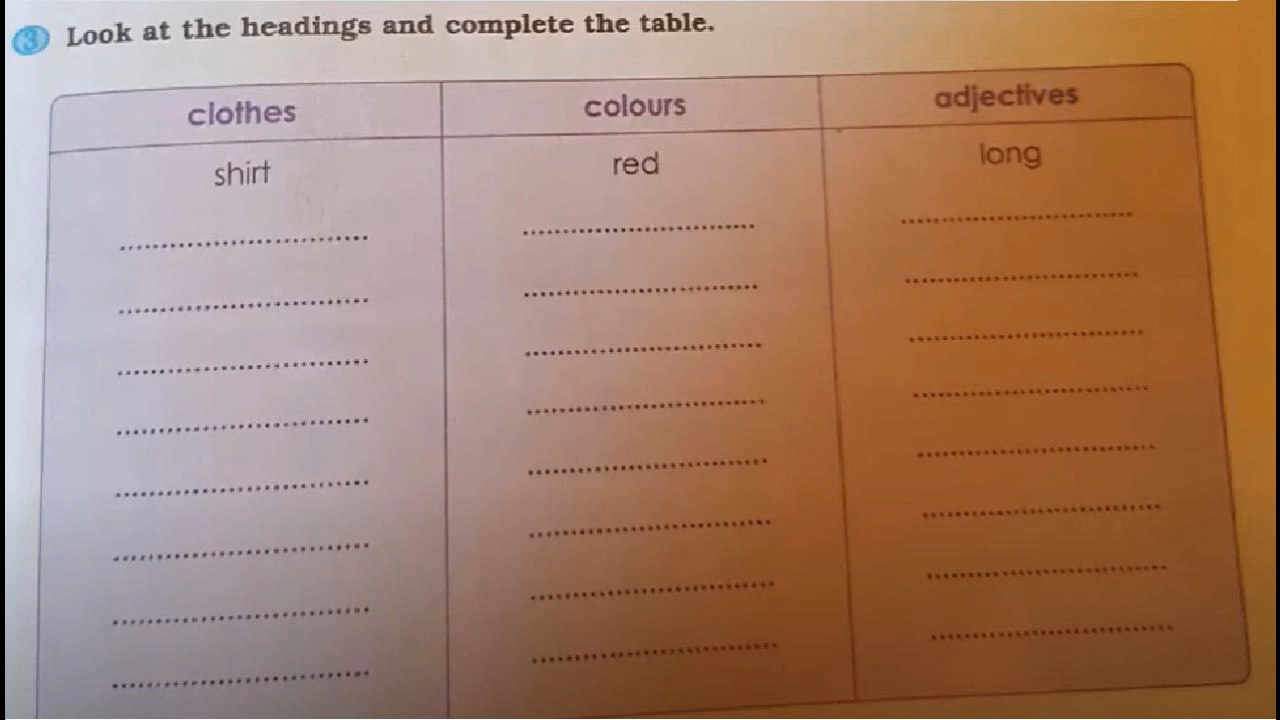 3 Look at the headings and complete the table.
clothes colours adjectives
shirt red long